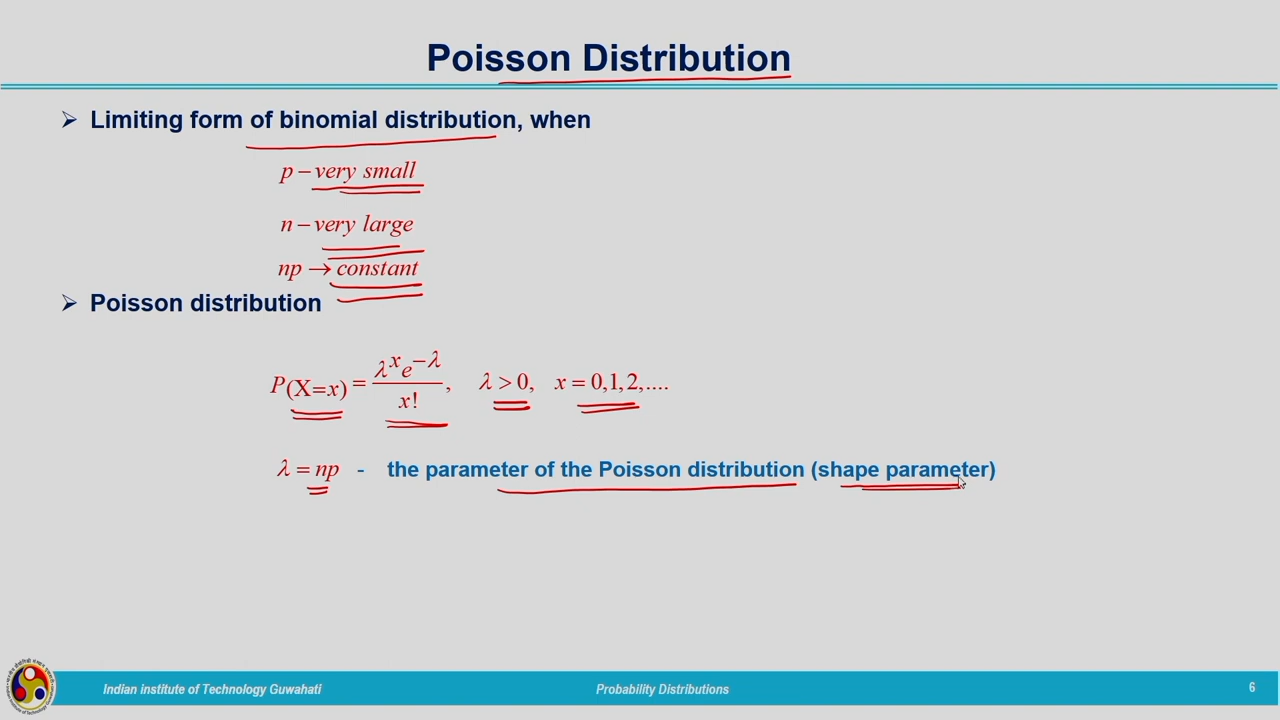 Poisson Distribution
➢ Limiting form of binomial distribution, when
p – very small
n – very large
np → constant
➢ Poisson distribution
P(X=x) = λ^x e^−λ / x! , λ > 0, x = 0,1,2,....
λ = np - the parameter of the Poisson distribution (shape parameter)
Indian institute of Technology Guwahati Probability Distributions 6